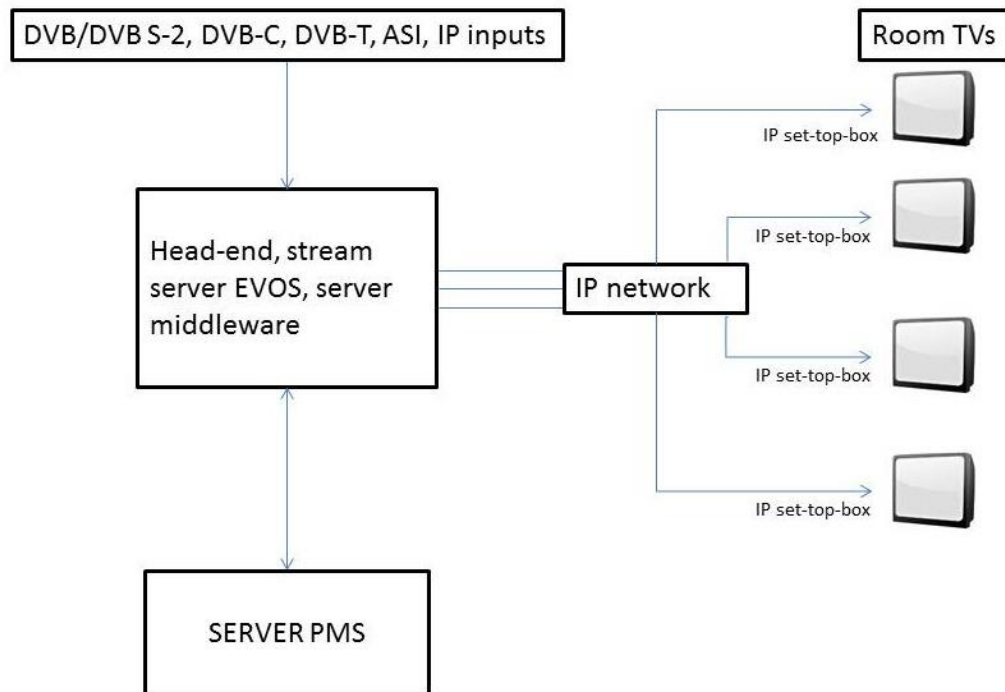 DVB/DVB S-2, DVB-C, DVB-T, ASI, IP inputs
Room TVs
IP set-top-box
IP set-top-box
Head-end, stream
server EVOS, server
middleware
IP network
IP set-top-box
IP set-top-box
SERVER PMS